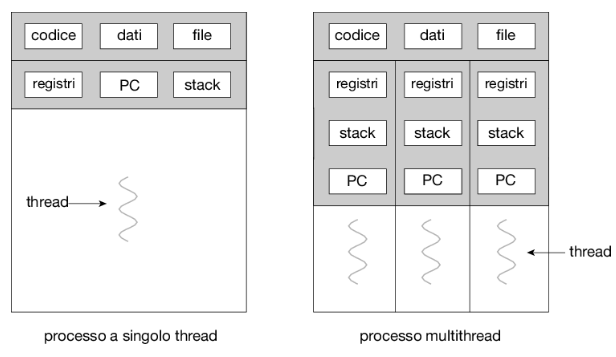 codice dati file
registri PC stack
thread
processo a singolo thread
codice dati file
registri registri registri
stack stack stack
PC PC PC
thread
processo multithread